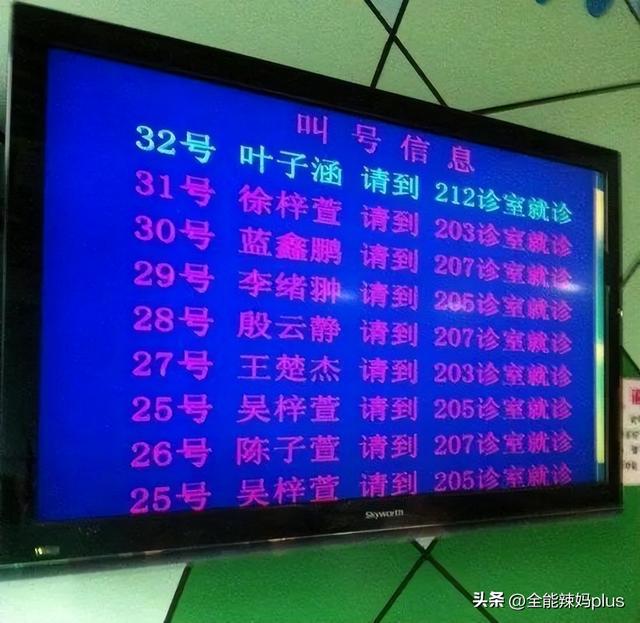 叫号信息
32号 叶子涵 请到 212诊室就诊
31号 徐梓萱 请到 203诊室就诊
30号 蓝鑫鹏 请到 207诊室就诊
29号 李绪翀 请到 205诊室就诊
28号 殷云静 请到 207诊室就诊
27号 王楚杰 请到 203诊室就诊
25号 吴梓萱 请到 205诊室就诊
26号 陈子萱 请到 207诊室就诊
25号 吴梓萱 请到 205诊室就诊
Skyworth
头条 @全能辣妈plus